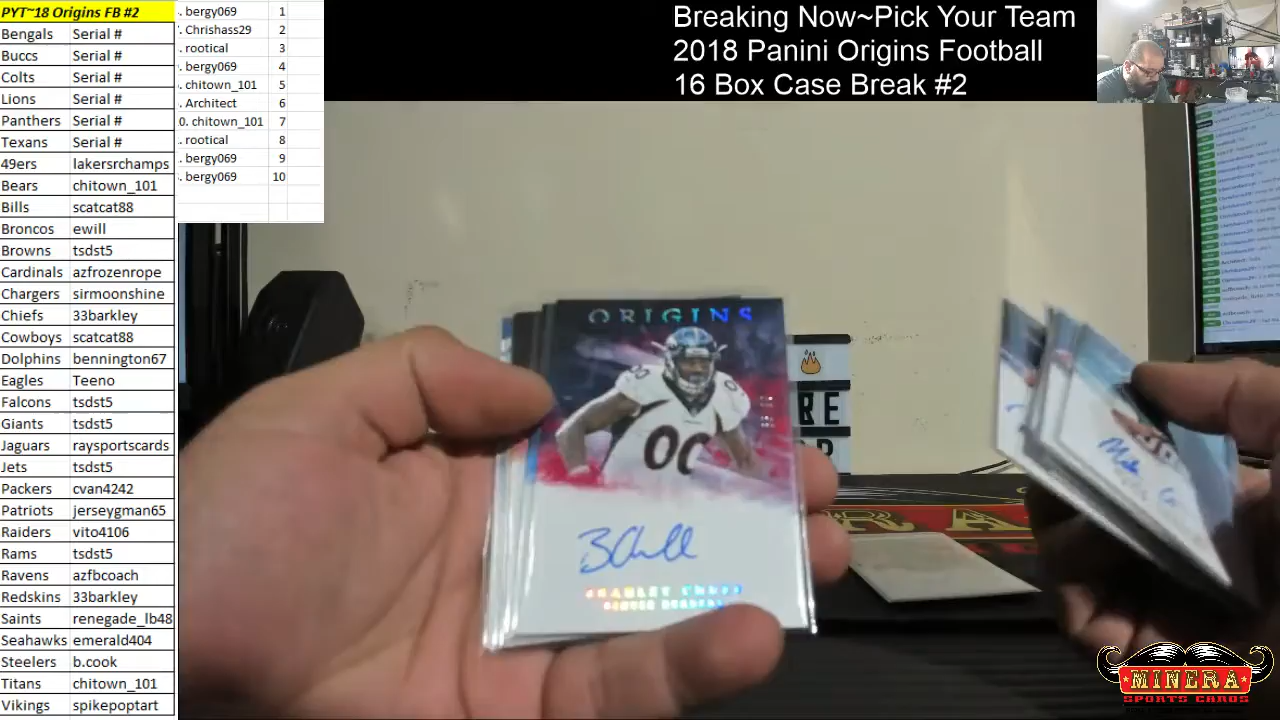 PYT~18 Origins FB #2
Bengals Serial #
Buccs Serial #
Colts Serial #
Lions Serial #
Panthers Serial #
Texans Serial #
49ers lakersrchamps
Bears chitown_101
Bills scatcat88
Broncos ewill
Browns tsdst5
Cardinals azfrozenrope
Chargers sirmoonshine
Chiefs 33barkley
Cowboys scatcat88
Dolphins bennington67
Eagles Teeno
Falcons tsdst5
Giants tsdst5
Jaguars raysportscards
Jets tsdst5
Packers cvan4242
Patriots jerseygman65
Raiders vito4106
Rams tsdst5
Ravens azfbcoach
Redskins 33barkley
Saints renegade_lb48
Seahawks emerald404
Steelers b.cook
Titans chitown_101
Vikings spikepoptart
. bergy069 1
. Chrishass29 2
. rootical 3
. bergy069 4
. chitown_101 5
. Architect 6
0. chitown_101 7
. rootical 8
. bergy069 9
. bergy069 10
Breaking Now~Pick Your Team
2018 Panini Origins Football
16 Box Case Break #2
ORIGINS
00
BRADLEY CHUBB
DENVER BRONCOS
MINERA
SPORTS CARDS